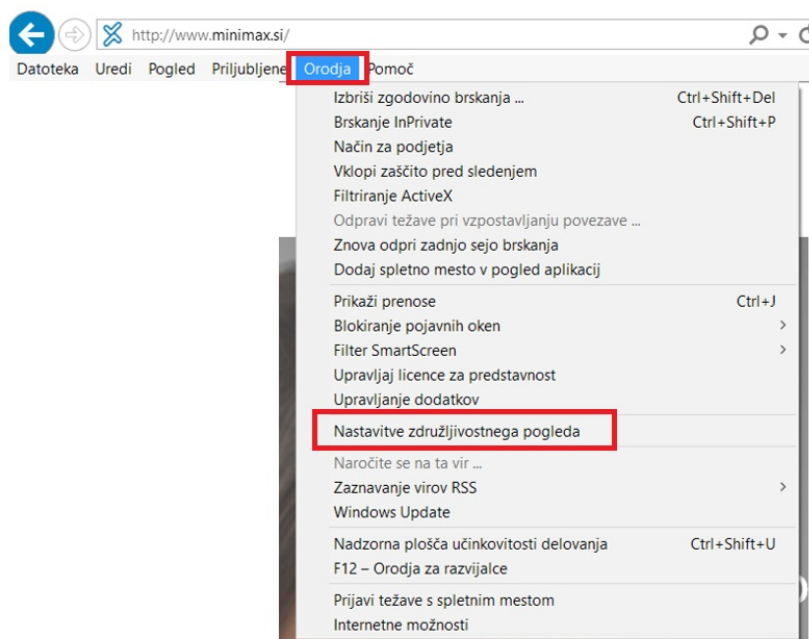 http://www.minimax.si/
Datoteka Uredi Pogled Priljubljene Orodja Pomoč
Izbriši zgodovino brskanja ... Ctrl+Shift+Del
Brskanje InPrivate Ctrl+Shift+P
Način za podjetja
Vklopi zaščito pred sledenjem
Filtriranje ActiveX
Odpravi težave pri vzpostavljanju povezave ...
Znova odpri zadnjo sejo brskanja
Dodaj spletno mesto v pogled aplikacij
Prikaži prenose Ctrl+J
Blokiranje pojavnih oken
Filter SmartScreen
Upravljaj licence za predstavnost
Upravljanje dodatkov
Nastavitve združljivostnega pogleda
Naročite se na ta vir ...
Zaznavanje virov RSS
Windows Update
Nadzorna plošča učinkovitosti delovanja Ctrl+Shift+U
F12 – Orodja za razvijalce
Prijavi težave s spletnim mestom
Internetne možnosti